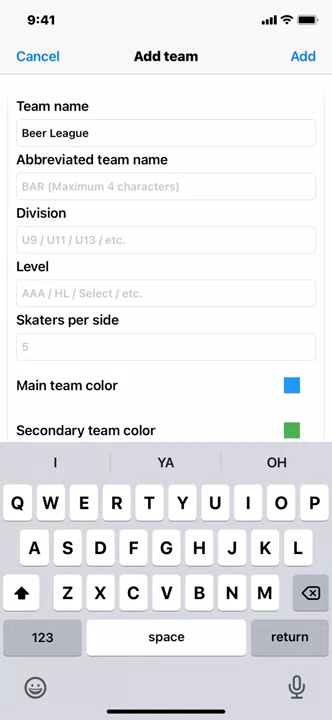 9:41
Cancel Add team Add
Team name
Beer League
Abbreviated team name
BAR (Maximum 4 characters)
Division
U9 / U11 / U13 / etc.
Level
AAA / HL / Select / etc.
Skaters per side
5
Main team color
Secondary team color
I YA OH
Q W E R T Y U I O P
A S D F G H J K L
Z X C V B N M
123 space return